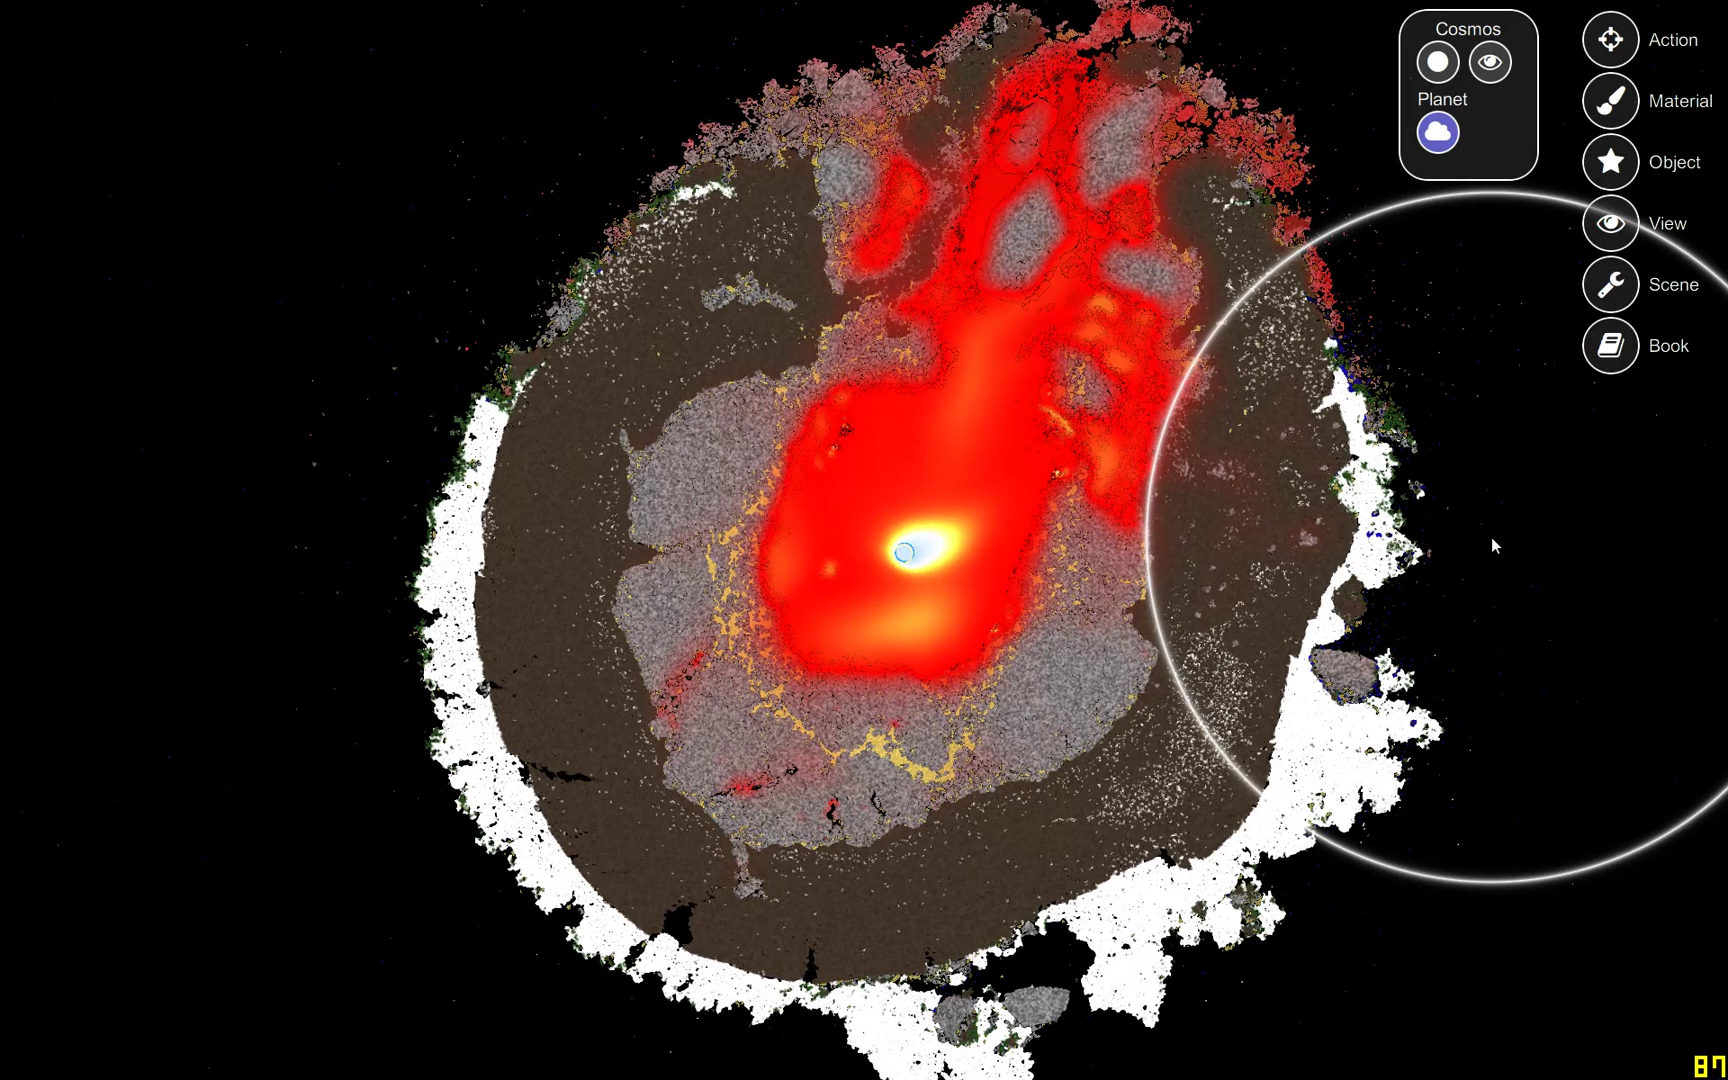 Cosmos
Planet
Action
Material
Object
View
Scene
Book
87